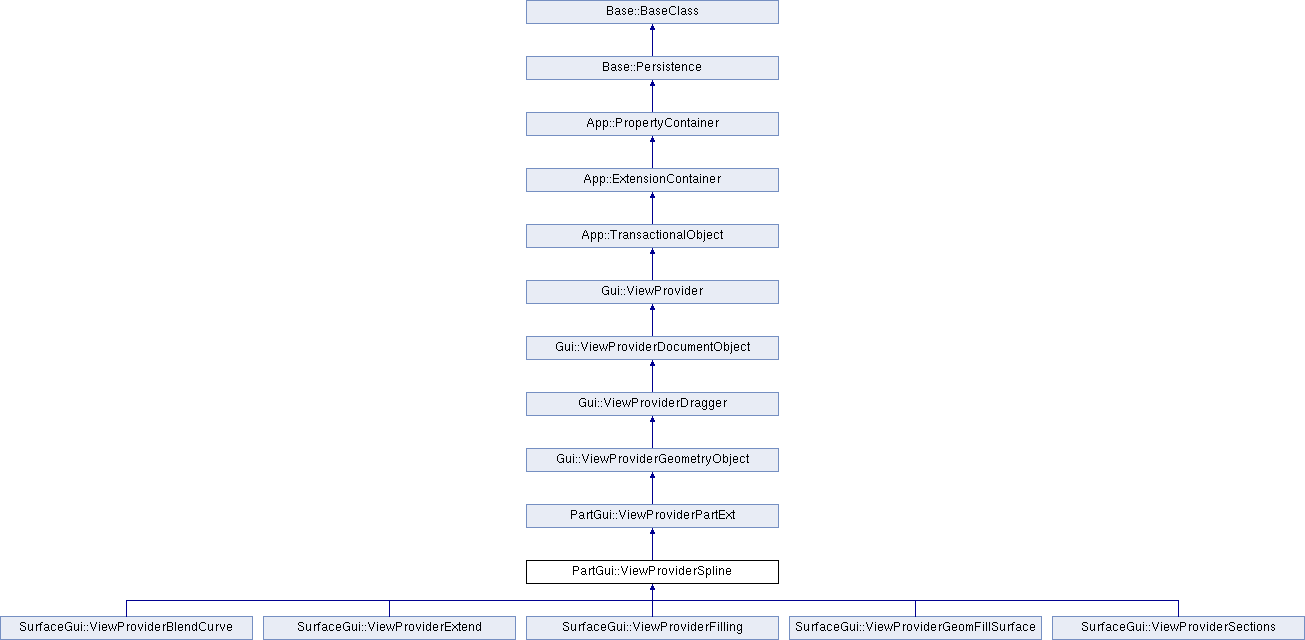 Base::BaseClass
Base::Persistence
App::PropertyContainer
App::ExtensionContainer
App::TransactionalObject
Gui::ViewProvider
Gui::ViewProviderDocumentObject
Gui::ViewProviderDragger
Gui::ViewProviderGeometryObject
PartGui::ViewProviderPartExt
PartGui::ViewProviderSpline
SurfaceGui::ViewProviderBlendCurve
SurfaceGui::ViewProviderExtend
SurfaceGui::ViewProviderFilling
SurfaceGui::ViewProviderGeomFillSurface
SurfaceGui::ViewProviderSections